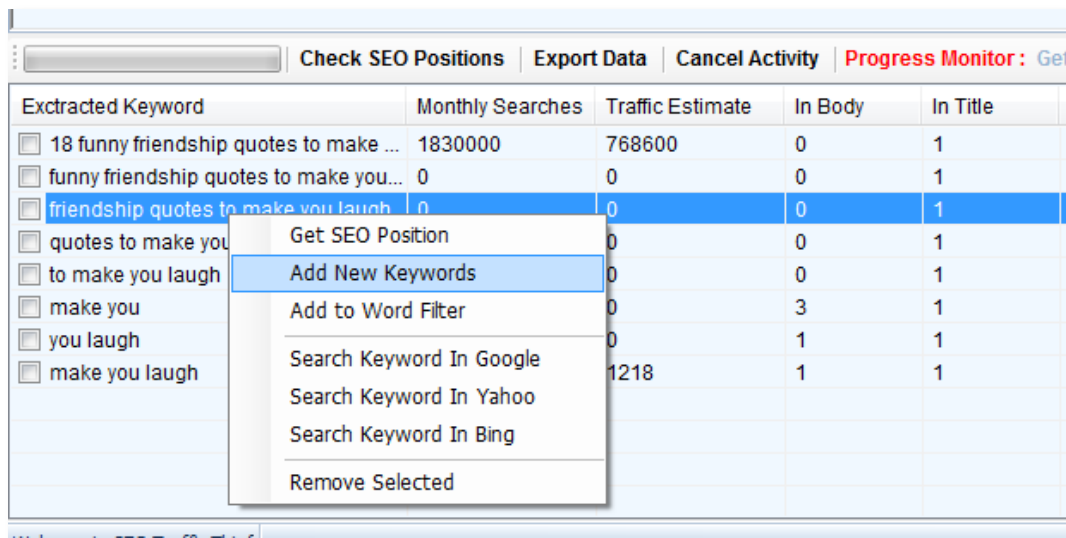 Check SEO Positions Export Data Cancel Activity Progress Monitor : Get
Exctracted Keyword Monthly Searches Traffic Estimate In Body In Title
18 funny friendship quotes to make ... 1830000 768600 0 1
funny friendship quotes to make you... 0 0 0 1
friendship quotes to make you laugh 0 0 0 1
Get SEO Position
quotes to make you 0 0 1
Add New Keywords
to make you laugh 0 0 1
Add to Word Filter
make you 0 3 1
you laugh 0 1 1
Search Keyword In Google
make you laugh 1218 1 1
Search Keyword In Yahoo
Search Keyword In Bing
Remove Selected